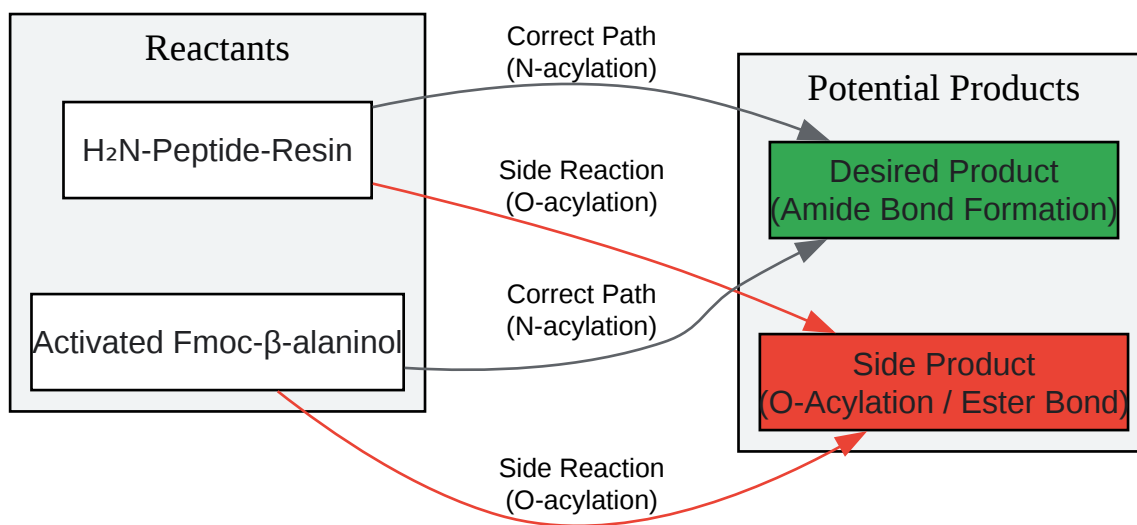 Reactants
H₂N-Peptide-Resin
Activated Fmoc-β-alaninol
Correct Path
(N-acylation)
Side Reaction
(O-acylation)
Correct Path
(N-acylation)
Side Reaction
(O-acylation)
Potential Products
Desired Product
(Amide Bond Formation)
Side Product
(O-Acylation / Ester Bond)